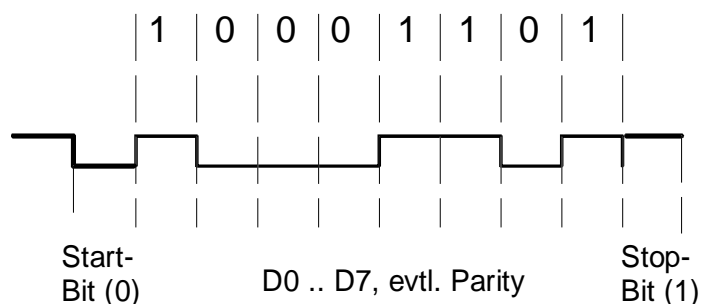 1 0 0 0 1 1 0 1
Start-
Bit (0)
D0 .. D7, evtl. Parity
Stop-
Bit (1)